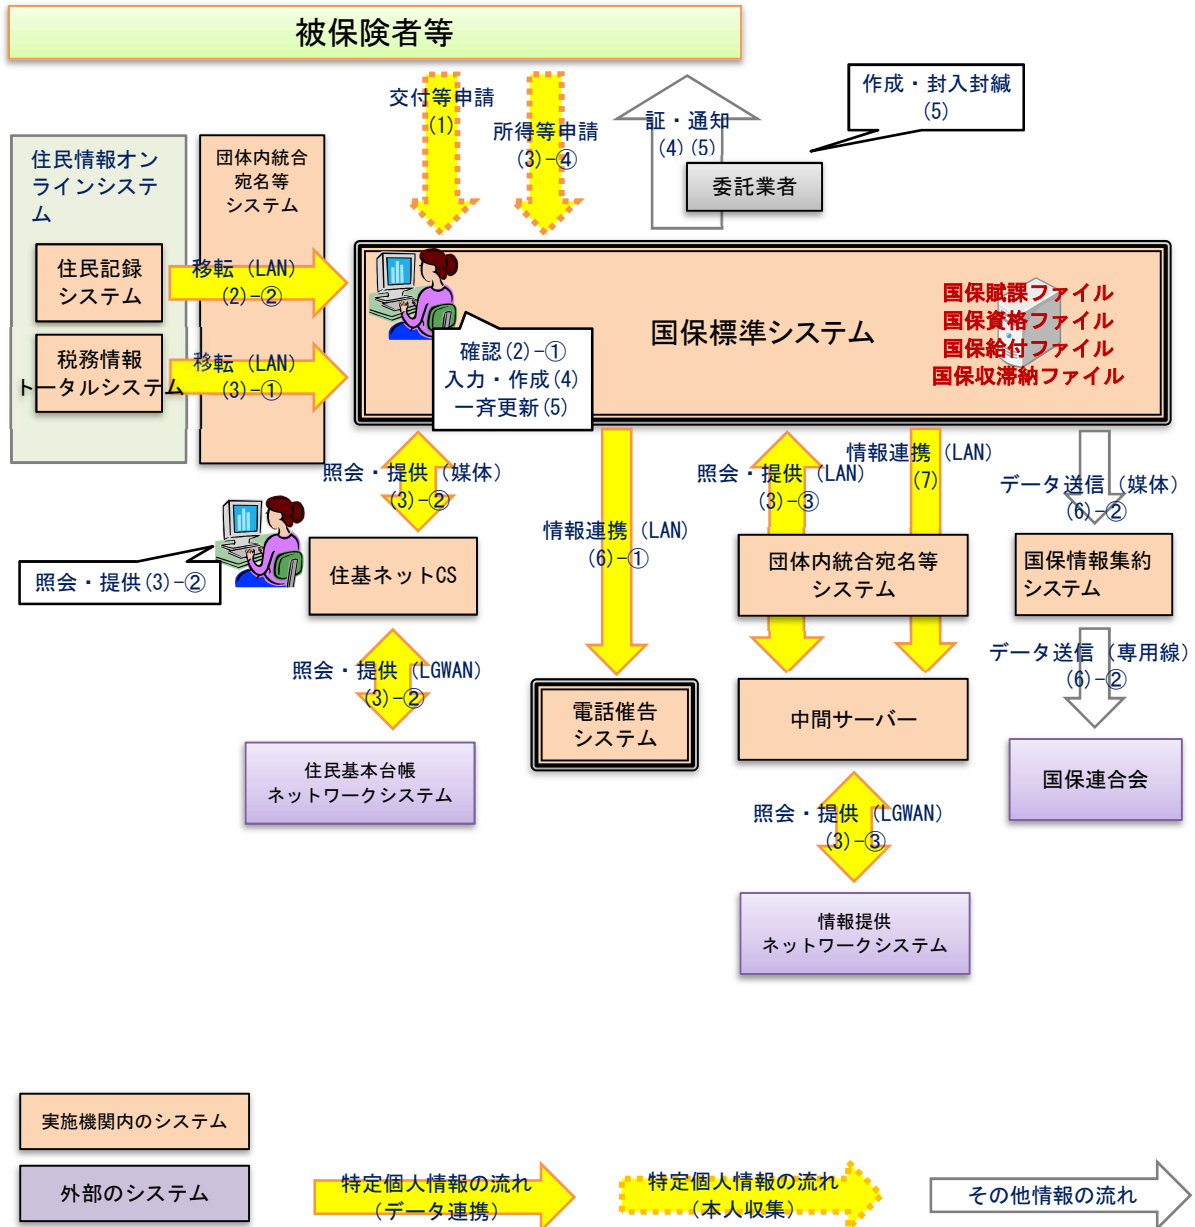 被保険者等
交付等申請
(1)
所得等申請
(3)-④
証・通知
(4)(5)
作成・封入封緘
(5)
委託業者
住民情報オン
ラインシステ
ム
団体内統合
宛名等
システム
住民記録
システム
移転（LAN）
(2)-②
税務情報
トータルシステム
移転（LAN）
(3)-①
国保標準システム
国保賦課ファイル
国保資格ファイル
国保給付ファイル
国保収滞納ファイル
確認(2)-①
入力・作成(4)
一斉更新(5)
照会・提供（媒体）
(3)-②
情報連携（LAN）
(6)-①
照会・提供（LAN）
(3)-③
情報連携（LAN）
(7)
データ送信（媒体）
(6)-②
照会・提供(3)-②
住基ネットCS
団体内統合宛名等
システム
国保情報集約
システム
照会・提供（LGWAN）
(3)-②
データ送信（専用線）
(6)-②
電話催告
システム
中間サーバー
住民基本台帳
ネットワークシステム
国保連合会
照会・提供（LGWAN）
(3)-③
情報提供
ネットワークシステム
実施機関内のシステム
外部のシステム
特定個人情報の流れ
（データ連携）
特定個人情報の流れ
（本人収集）
その他情報の流れ